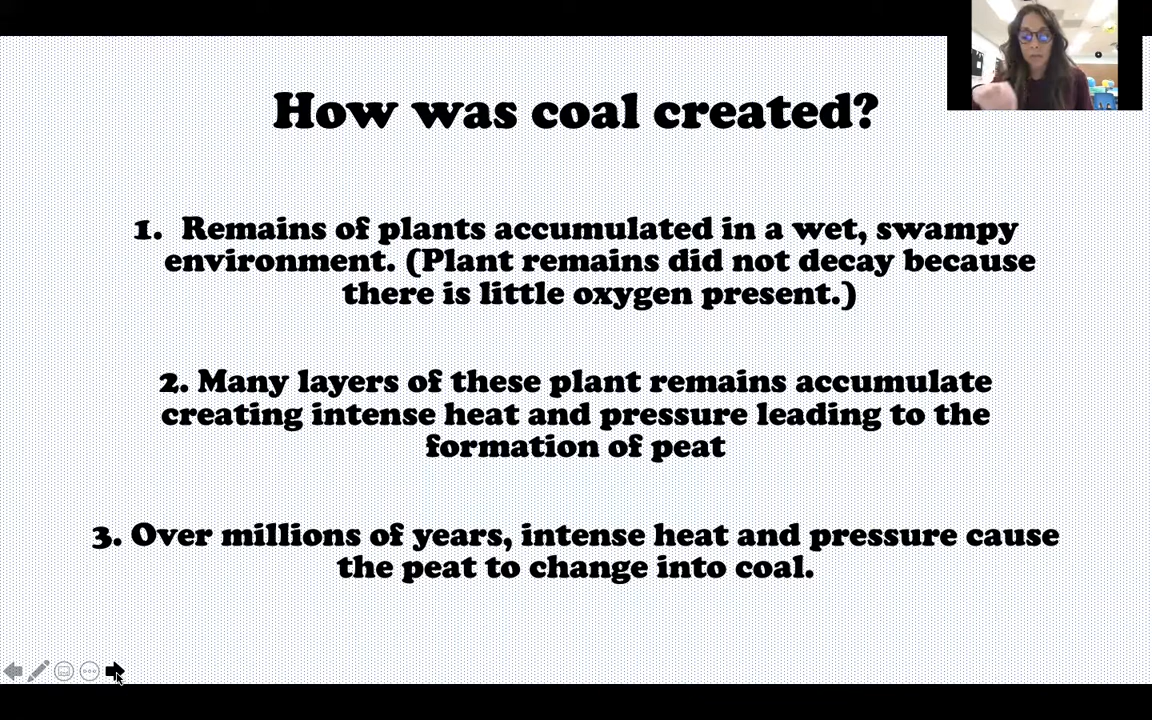 How was coal created?
1. Remains of plants accumulated in a wet, swampy
environment. (Plant remains did not decay because
there is little oxygen present.)
2. Many layers of these plant remains accumulate
creating intense heat and pressure leading to the
formation of peat
3. Over millions of years, intense heat and pressure cause
the peat to change into coal.